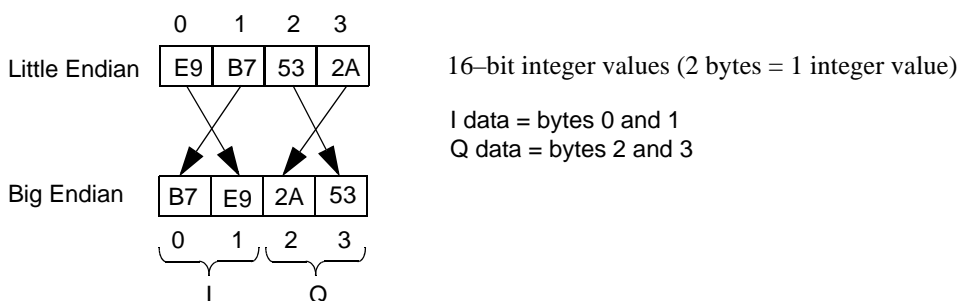 0 1 2 3
Little Endian E9 B7 53 2A
16–bit integer values (2 bytes = 1 integer value)
I data = bytes 0 and 1
Q data = bytes 2 and 3
Big Endian B7 E9 2A 53
0 1 2 3
I Q